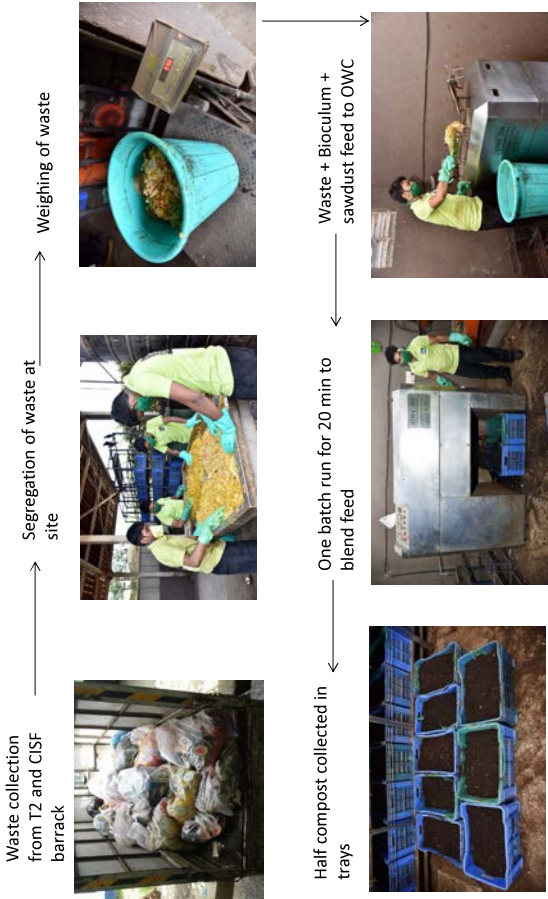 Waste collection
from T2 and CISF
barrack
Segregation of waste at
site
Weighing of waste
Waste + Bioculum +
sawdust feed to OWC
One batch run for 20 min to
blend feed
Half compost collected in
trays